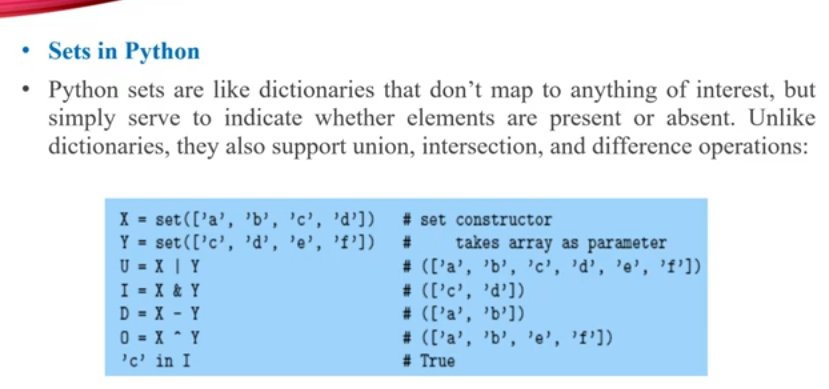 • Sets in Python
• Python sets are like dictionaries that don’t map to anything of interest, but
simply serve to indicate whether elements are present or absent. Unlike
dictionaries, they also support union, intersection, and difference operations:
X = set([’a’, ’b’, ’c’, ’d’]) # set constructor
Y = set([’c’, ’d’, ’e’, ’f’]) # takes array as parameter
U = X | Y # ([’a’, ’b’, ’c’, ’d’, ’e’, ’f’])
I = X & Y # ([’c’, ’d’])
D = X - Y # ([’a’, ’b’])
O = X ^ Y # ([’a’, ’b’, ’e’, ’f’])
’c’ in I # True